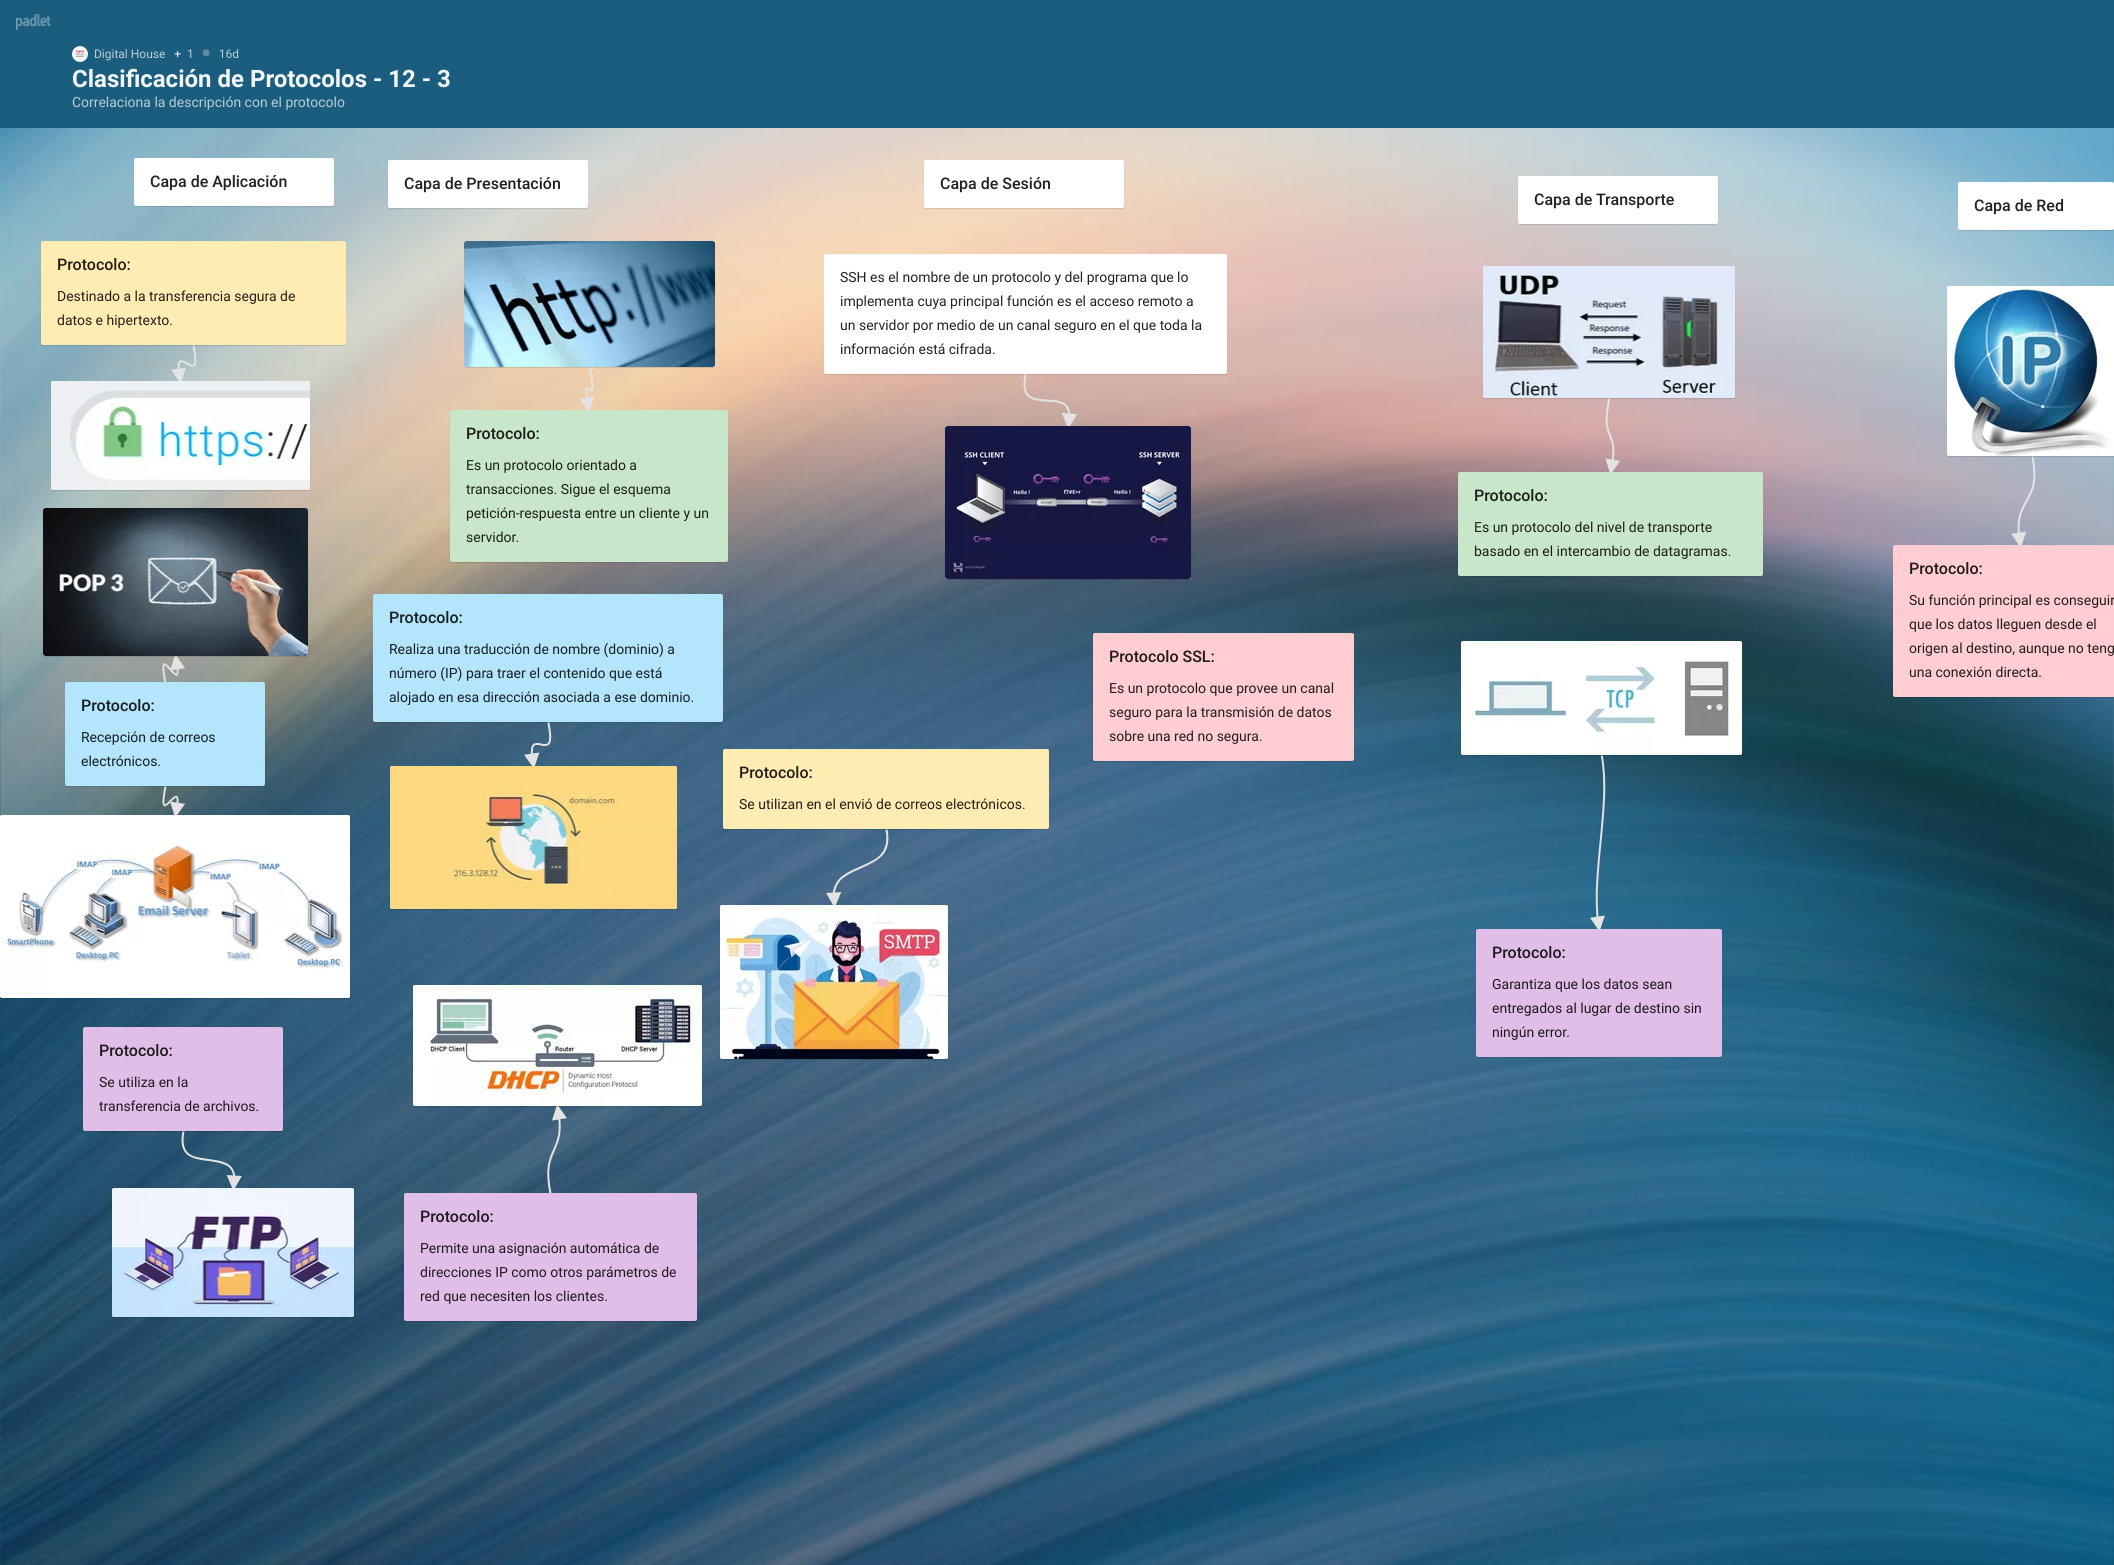 padlet
Digital House + 1 16d
Clasificación de Protocolos - 12 - 3
Correlaciona la descripción con el protocolo
Capa de Aplicación
Protocolo:
Destinado a la transferencia segura de
datos e hipertexto.
https://
POP 3
Protocolo:
Recepción de correos
electrónicos.
IMAP
IMAP
IMAP
IMAP
Email Server
SmartPhone
Desktop PC
Tablet
Desktop PC
Protocolo:
Se utiliza en la
transferencia de archivos.
FTP
Capa de Presentación
http://www
Protocolo:
Es un protocolo orientado a
transacciones. Sigue el esquema
petición-respuesta entre un cliente y un
servidor.
Protocolo:
Realiza una traducción de nombre (dominio) a
número (IP) para traer el contenido que está
alojado en esa dirección asociada a ese dominio.
domain.com
216.3.128.12
DHCP Client
Router
DHCP Server
DHCP
Dynamic Host
Configuration Protocol
Protocolo:
Permite una asignación automática de
direcciones IP como otros parámetros de
red que necesiten los clientes.
Capa de Sesión
SSH es el nombre de un protocolo y del programa que lo
implementa cuya principal función es el acceso remoto a
un servidor por medio de un canal seguro en el que toda la
información está cifrada.
SSH CLIENT
SSH SERVER
Hello !
Hello !
Protocolo SSL:
Es un protocolo que provee un canal
seguro para la transmisión de datos
sobre una red no segura.
Protocolo:
Se utilizan en el envió de correos electrónicos.
SMTP
Capa de Transporte
UDP
Request
Response
Response
Client
Server
Protocolo:
Es un protocolo del nivel de transporte
basado en el intercambio de datagramas.
TCP
Protocolo:
Garantiza que los datos sean
entregados al lugar de destino sin
ningún error.
Capa de Red
IP
Protocolo:
Su función principal es conseguir
que los datos lleguen desde el
origen al destino, aunque no teng
una conexión directa.